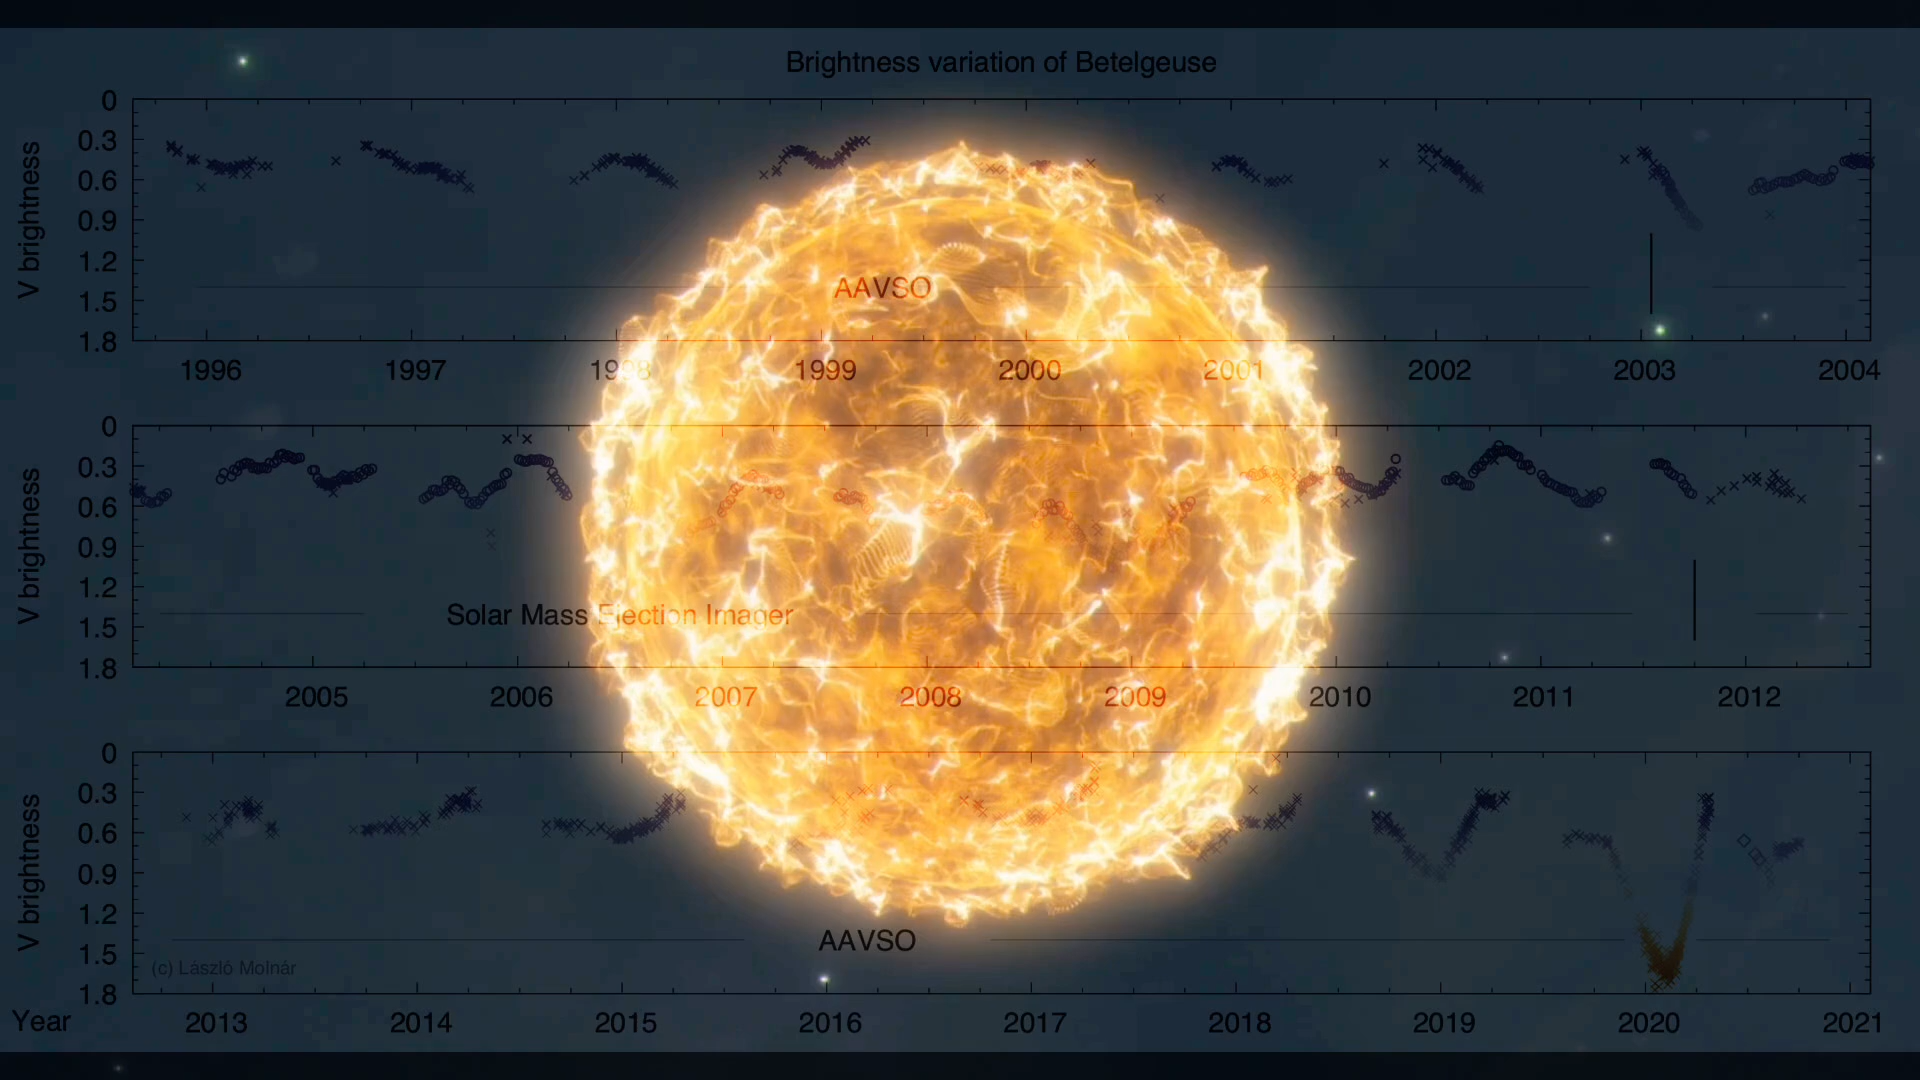 Brightness variation of Betelgeuse
V brightness
0
0.3
0.6
0.9
1.2
1.5
1.8
AAVSO
1996 1997 1998 1999 2000 2001 2002 2003 2004
V brightness
0
0.3
0.6
0.9
1.2
1.5
1.8
Solar Mass Ejection Imager
2005 2006 2007 2008 2009 2010 2011 2012
V brightness
0
0.3
0.6
0.9
1.2
1.5
1.8
AAVSO
(c) László Molnár
Year 2013 2014 2015 2016 2017 2018 2019 2020 2021